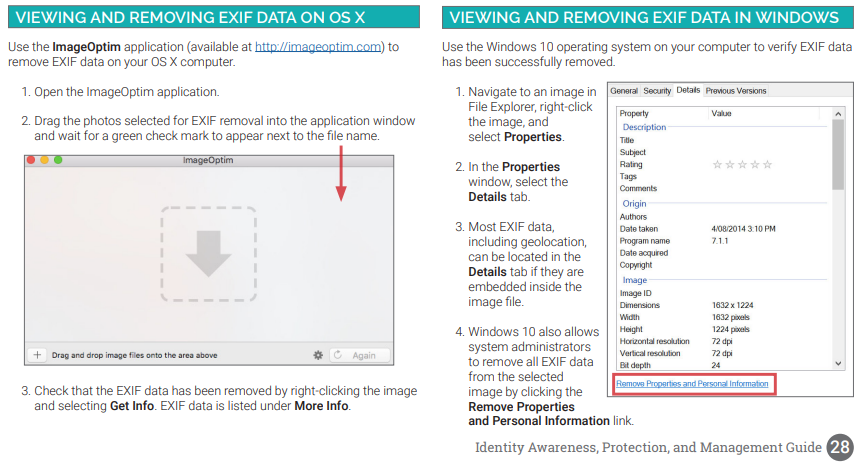 VIEWING AND REMOVING EXIF DATA ON OS X
Use the ImageOptim application (available at http://imageoptim.com) to
remove EXIF data on your OS X computer.
1. Open the ImageOptim application.
2. Drag the photos selected for EXIF removal into the application window
and wait for a green check mark to appear next to the file name.
ImageOptim
+ Drag and drop image files onto the area above Again
3. Check that the EXIF data has been removed by right-clicking the image
and selecting Get Info. EXIF data is listed under More Info.
VIEWING AND REMOVING EXIF DATA IN WINDOWS
Use the Windows 10 operating system on your computer to verify EXIF data
has been successfully removed.
1. Navigate to an image in
File Explorer, right-click
the image, and
select Properties.
2. In the Properties
window, select the
Details tab.
3. Most EXIF data,
including geolocation,
can be located in the
Details tab if they are
embedded inside the
image file.
4. Windows 10 also allows
system administrators
to remove all EXIF data
from the selected
image by clicking the
Remove Properties
and Personal Information link.
General Security Details Previous Versions
Property Value
Description
Title
Subject
Rating
Tags
Comments
Origin
Authors
Date taken 4/08/2014 3:10 PM
Program name 7.1.1
Date acquired
Copyright
Image
Image ID
Dimensions 1632 x 1224
Width 1632 pixels
Height 1224 pixels
Horizontal resolution 72 dpi
Vertical resolution 72 dpi
Bit depth 24
Remove Properties and Personal Information
Identity Awareness, Protection, and Management Guide 28